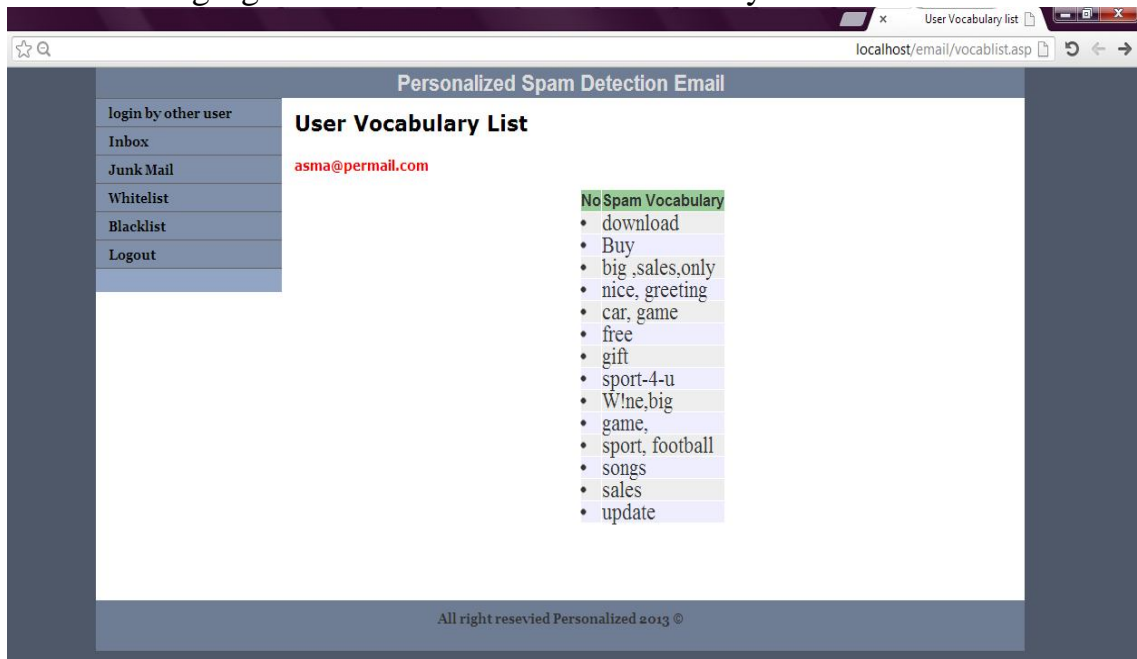 User Vocabulary list
localhost/email/vocablist.asp
Personalized Spam Detection Email
login by other user
Inbox
Junk Mail
Whitelist
Blacklist
Logout
User Vocabulary List
asma@permail.com
No Spam Vocabulary
• download
• Buy
• big ,sales,only
• nice, greeting
• car, game
• free
• gift
• sport-4-u
• W!ne,big
• game,
• sport, football
• songs
• sales
• update
All right resevied Personalized 2013 ©